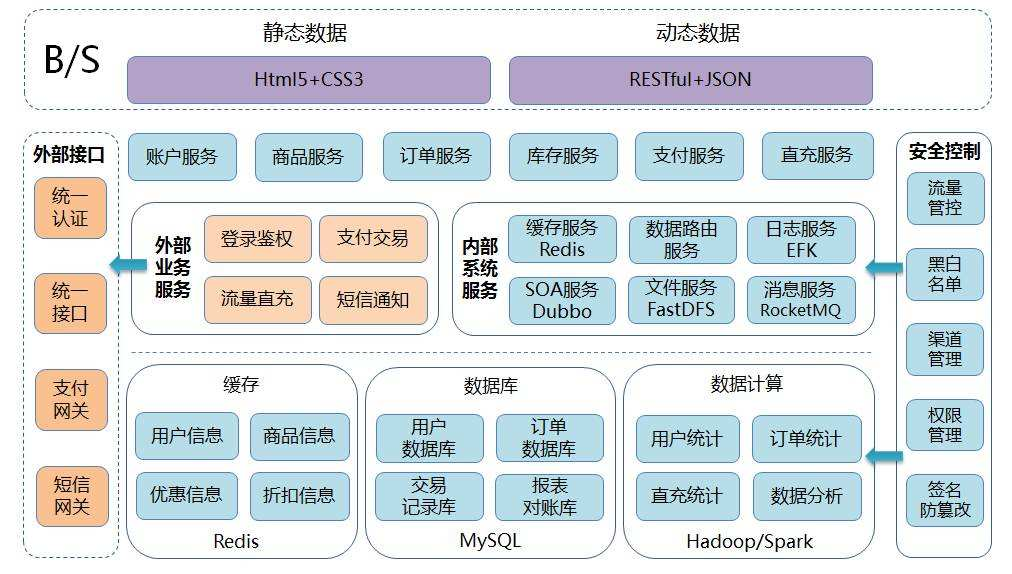 B/S
静态数据
动态数据
Html5+CSS3
RESTful+JSON
外部接口
统一
认证
统一
接口
支付
网关
短信
网关
账户服务
商品服务
订单服务
库存服务
支付服务
直充服务
外部
业务
服务
登录鉴权
支付交易
流量直充
短信通知
内部
系统
服务
缓存服务
Redis
数据路由
服务
日志服务
EFK
SOA服务
Dubbo
文件服务
FastDFS
消息服务
RocketMQ
缓存
用户信息
商品信息
优惠信息
折扣信息
Redis
数据库
用户
数据库
订单
数据库
交易
记录库
报表
对账库
MySQL
数据计算
用户统计
订单统计
直充统计
数据分析
Hadoop/Spark
安全控制
流量
管控
黑白
名单
渠道
管理
权限
管理
签名
防篡改